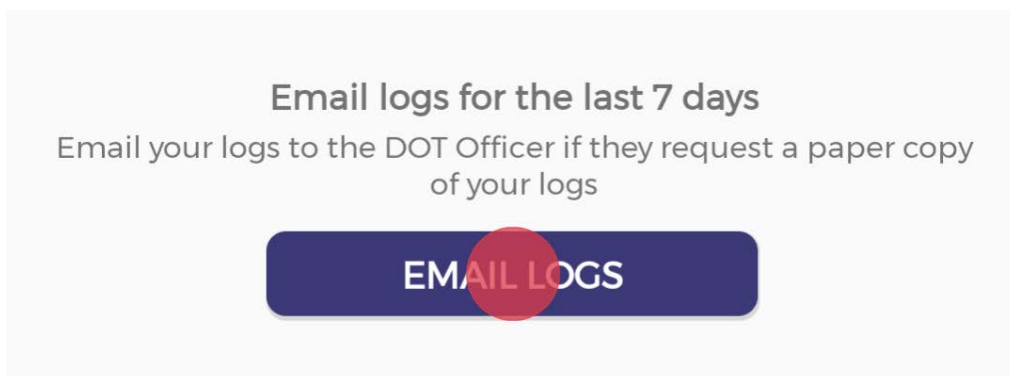 Email logs for the last 7 days
Email your logs to the DOT Officer if they request a paper copy
of your logs
EMAIL LOGS